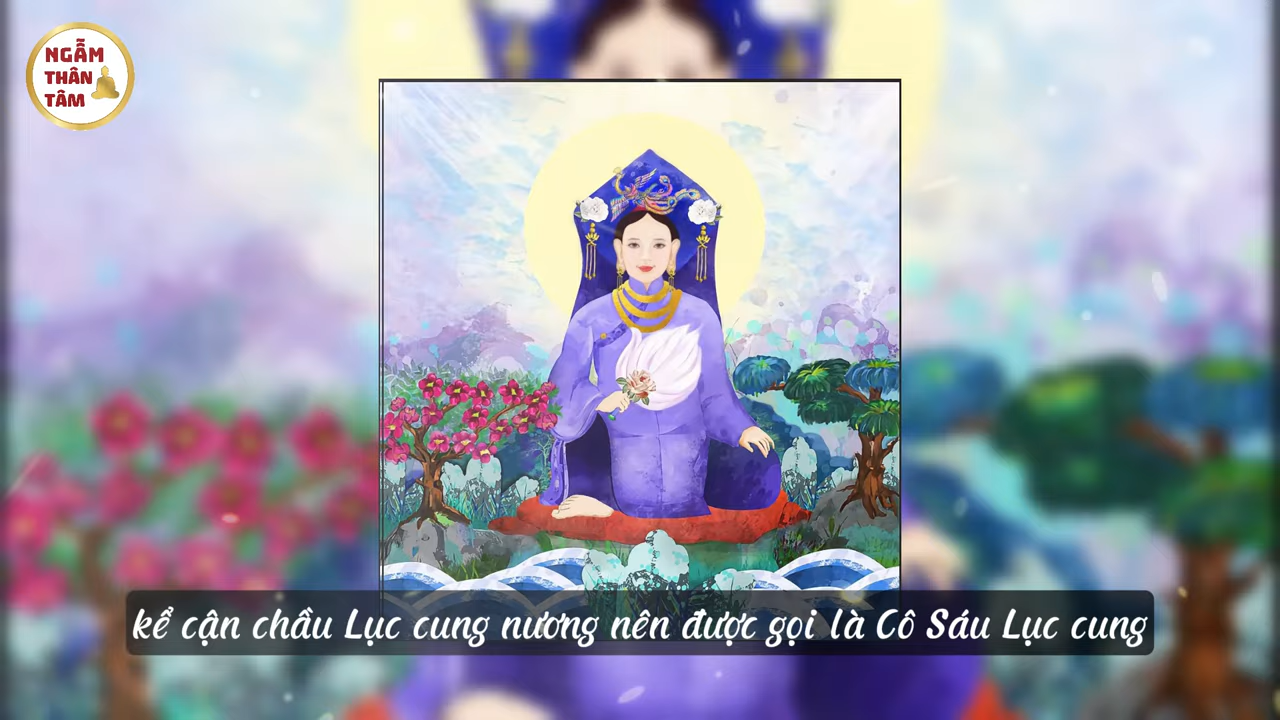 NGẪM
THÂN
TÂM
kể cận chầu Lục cung nương nên được gọi là Cô Sáu Lục cung